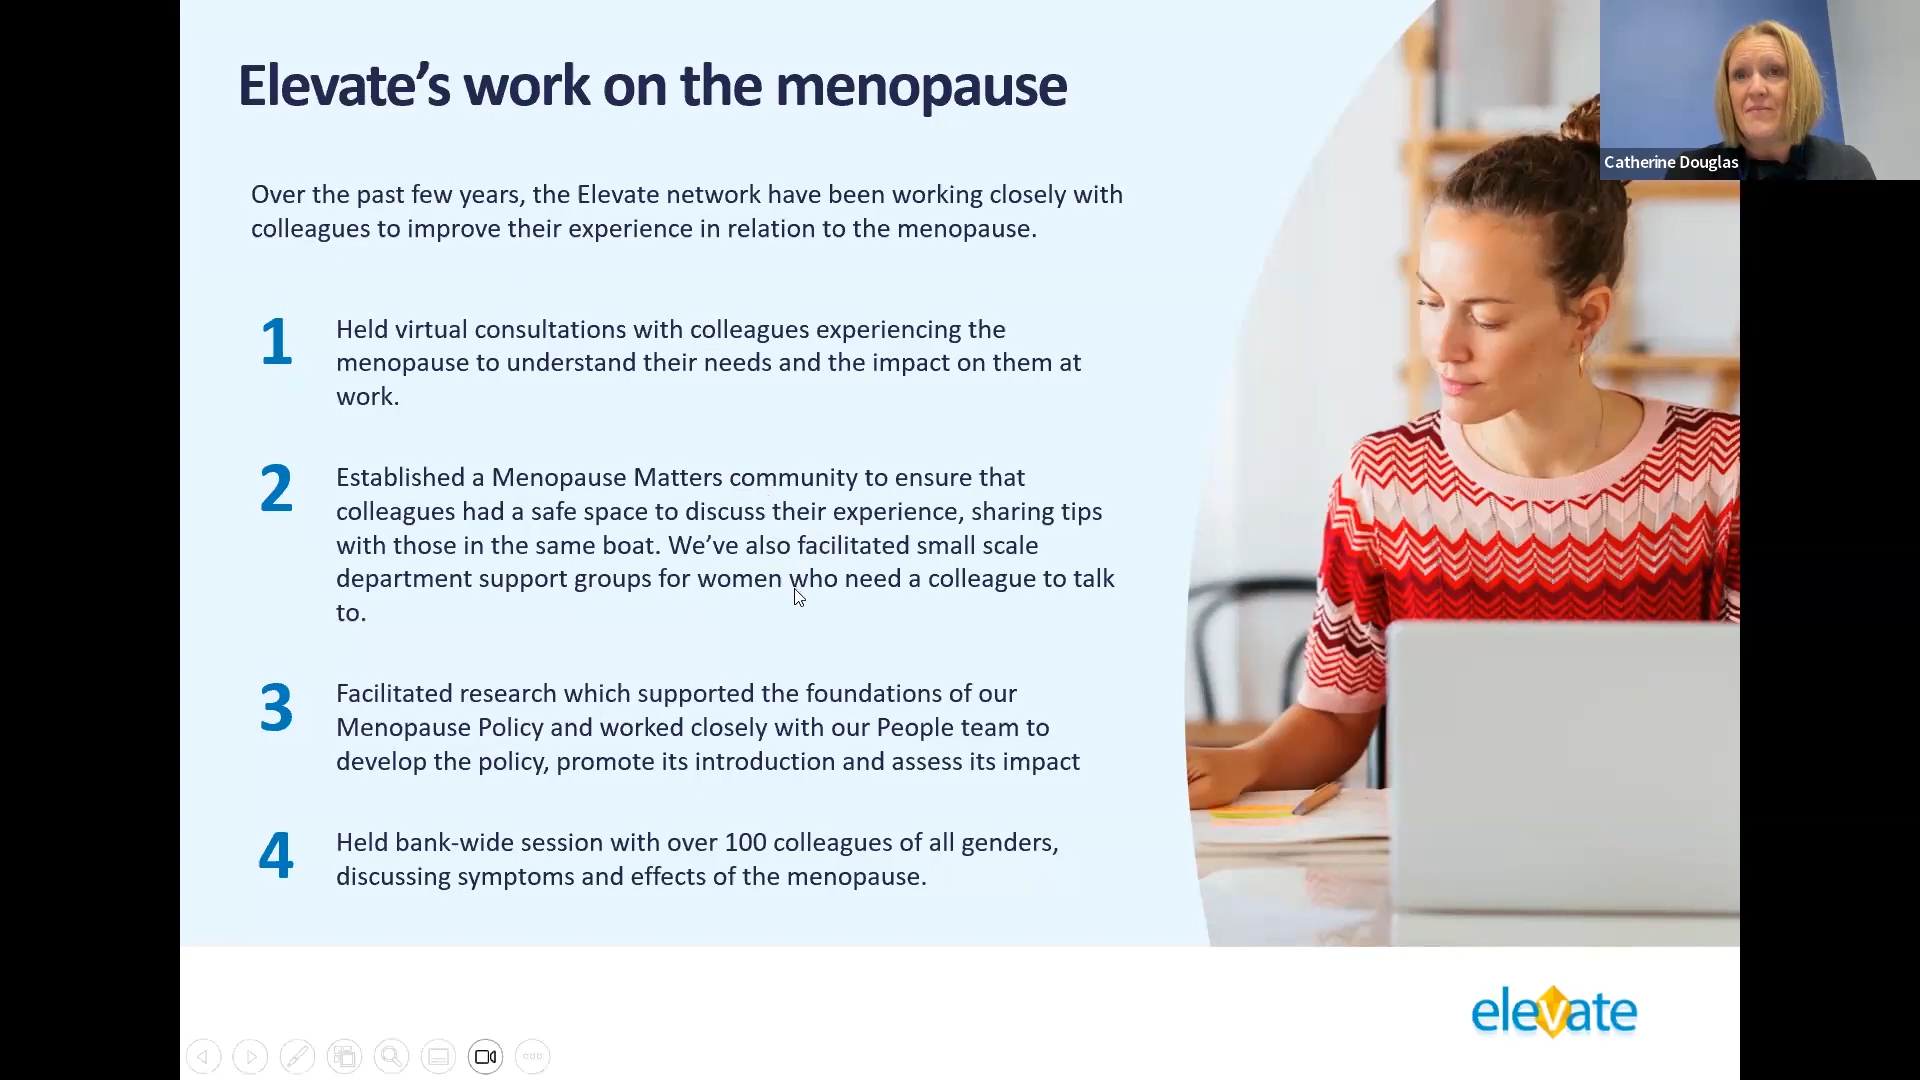 Elevate’s work on the menopause
Catherine Douglas
Over the past few years, the Elevate network have been working closely with
colleagues to improve their experience in relation to the menopause.
1
Held virtual consultations with colleagues experiencing the
menopause to understand their needs and the impact on them at
work.
2
Established a Menopause Matters community to ensure that
colleagues had a safe space to discuss their experience, sharing tips
with those in the same boat. We’ve also facilitated small scale
department support groups for women who need a colleague to talk
to.
3
Facilitated research which supported the foundations of our
Menopause Policy and worked closely with our People team to
develop the policy, promote its introduction and assess its impact
4
Held bank-wide session with over 100 colleagues of all genders,
discussing symptoms and effects of the menopause.
elevate